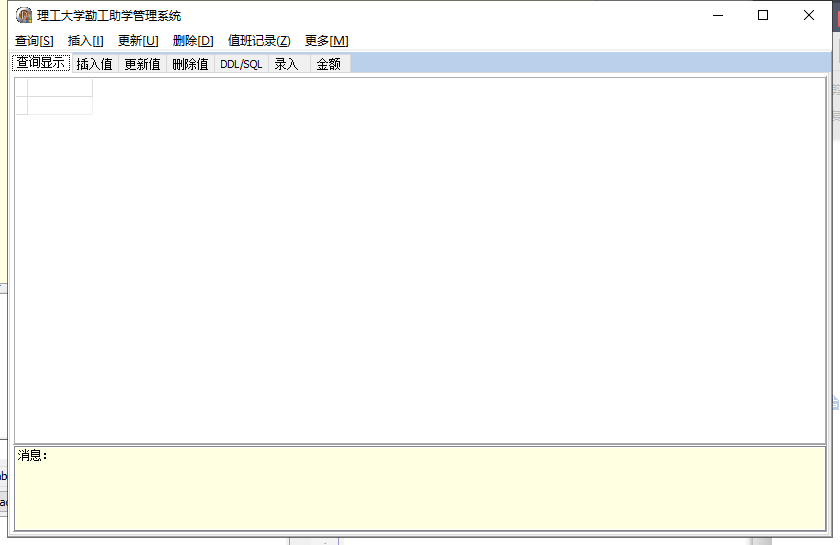 理工大学勤工助学管理系统
查询[S] 插入[I] 更新[U] 删除[D] 值班记录(Z) 更多[M]
查询显示 插入值 更新值 删除值 DDL/SQL 录入 金额
消息：